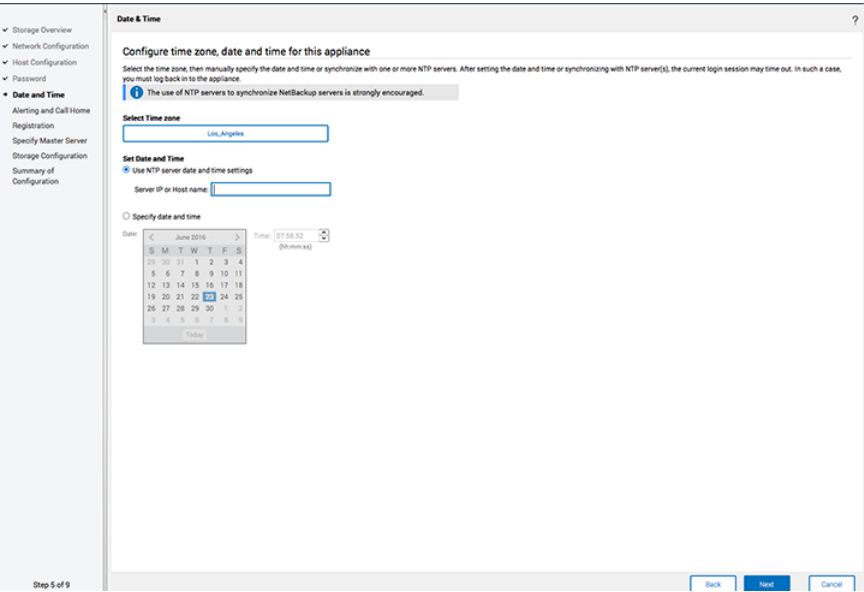 Date & Time
?
Storage Overview
Network Configuration
Host Configuration
Password
Date and Time
Alerting and Call Home
Registration
Specify Master Server
Storage Configuration
Summary of
Configuration
Step 5 of 9
Configure time zone, date and time for this appliance
Select the time zone, then manually specify the date and time or synchronize with one or more NTP servers. After setting the date and time or synchronizing with NTP server(s), the current login session may time out. In such a case,
you must log back in to the appliance.
The use of NTP servers to synchronize NetBackup servers is strongly encouraged.
Select Time zone
Los_Angeles
Set Date and Time
Use NTP server date and time settings
Server IP or Host name:
Specify date and time
Date: < June 2016 > Time: 07:58:52
(hh:mm:ss)
S M T W T F S
29 30 31 1 2 3 4
5 6 7 8 9 10 11
12 13 14 15 16 17 18
19 20 21 22 23 24 25
26 27 28 29 30 1 2
3 4 5 6 7 8 9
Today
Back Next Cancel